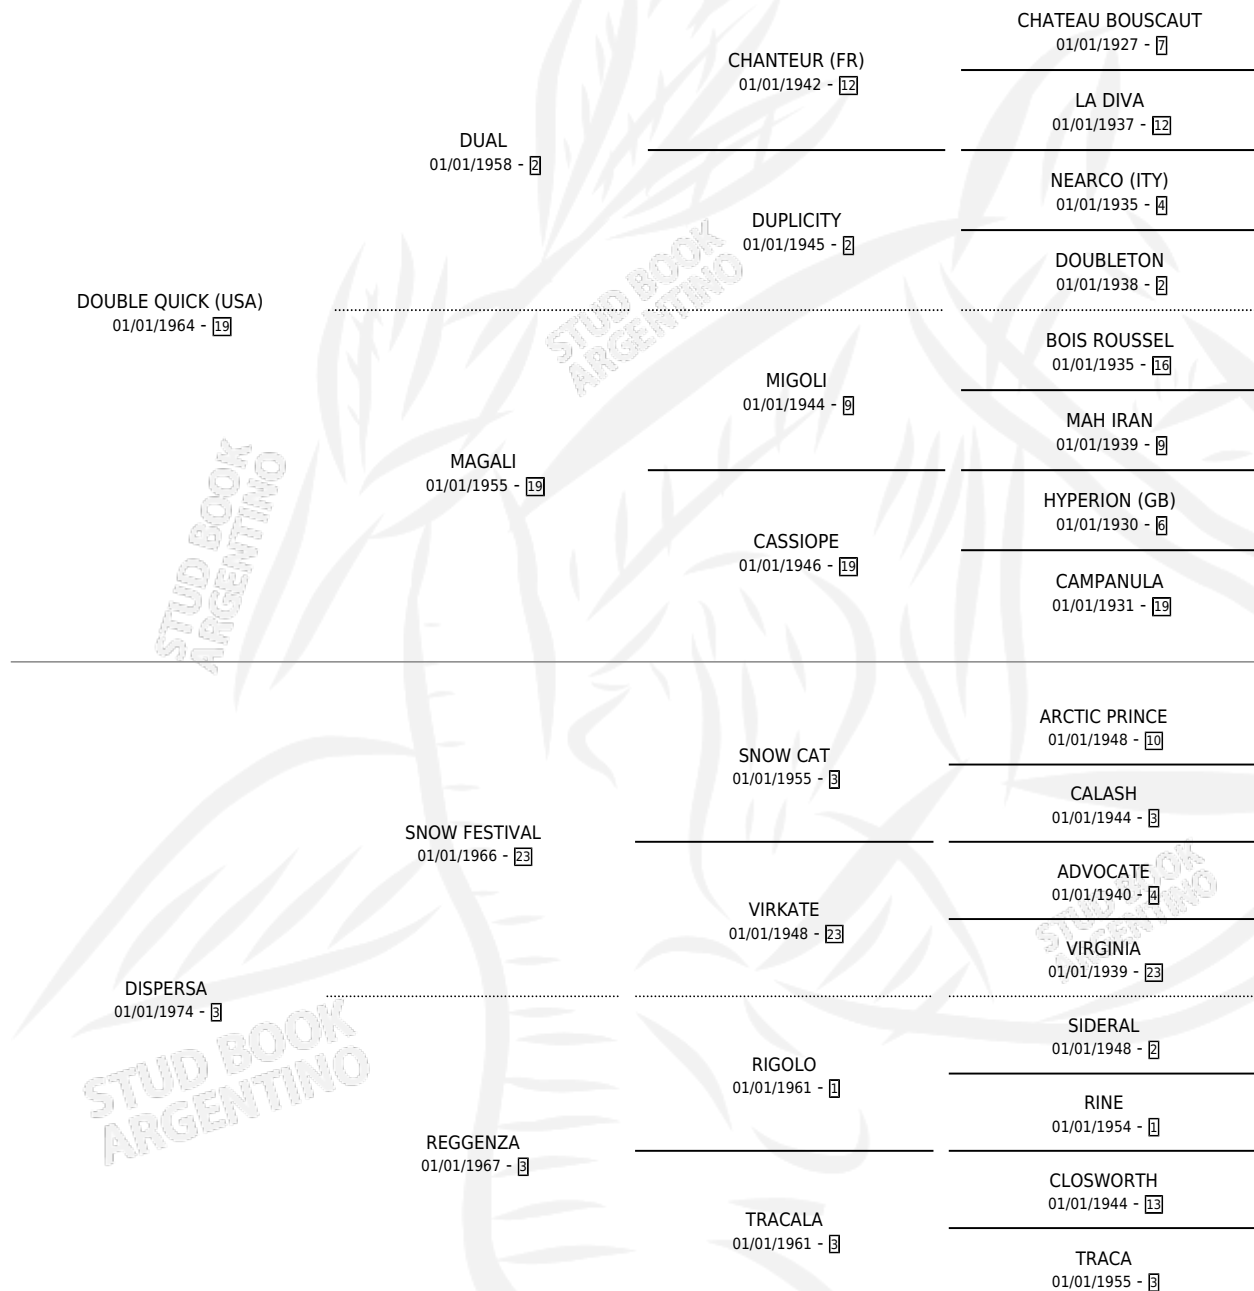 CHATEAU BOUSCAUT
01/01/1927 - 7
CHANTEUR (FR)
01/01/1942 - 12
LA DIVA
01/01/1937 - 12
DUAL
01/01/1958 - 2
NEARCO (ITY)
01/01/1935 - 4
DUPLICITY
01/01/1945 - 2
DOUBLETON
01/01/1938 - 2
DOUBLE QUICK (USA)
01/01/1964 - 19
BOIS ROUSSEL
01/01/1935 - 16
MIGOLI
01/01/1944 - 9
MAH IRAN
01/01/1939 - 9
MAGALI
01/01/1955 - 19
HYPERION (GB)
01/01/1930 - 6
CASSIOPE
01/01/1946 - 19
CAMPANULA
01/01/1931 - 19
ARCTIC PRINCE
01/01/1948 - 10
SNOW CAT
01/01/1955 - 3
CALASH
01/01/1944 - 3
SNOW FESTIVAL
01/01/1966 - 23
ADVOCATE
01/01/1940 - 4
VIRKATE
01/01/1948 - 23
VIRGINIA
01/01/1939 - 23
DISPERSA
01/01/1974 - 3
SIDERAL
01/01/1948 - 2
RIGOLO
01/01/1961 - 1
RINE
01/01/1954 - 1
REGGENZA
01/01/1967 - 3
CLOSWORTH
01/01/1944 - 13
TRACALA
01/01/1961 - 3
TRACA
01/01/1955 - 3
STUD BOOK
ARGENTINO
STUD BOOK
ARGENTINO
STUD BOOK
ARGENTINO
STUD BOOK
ARGENTINO